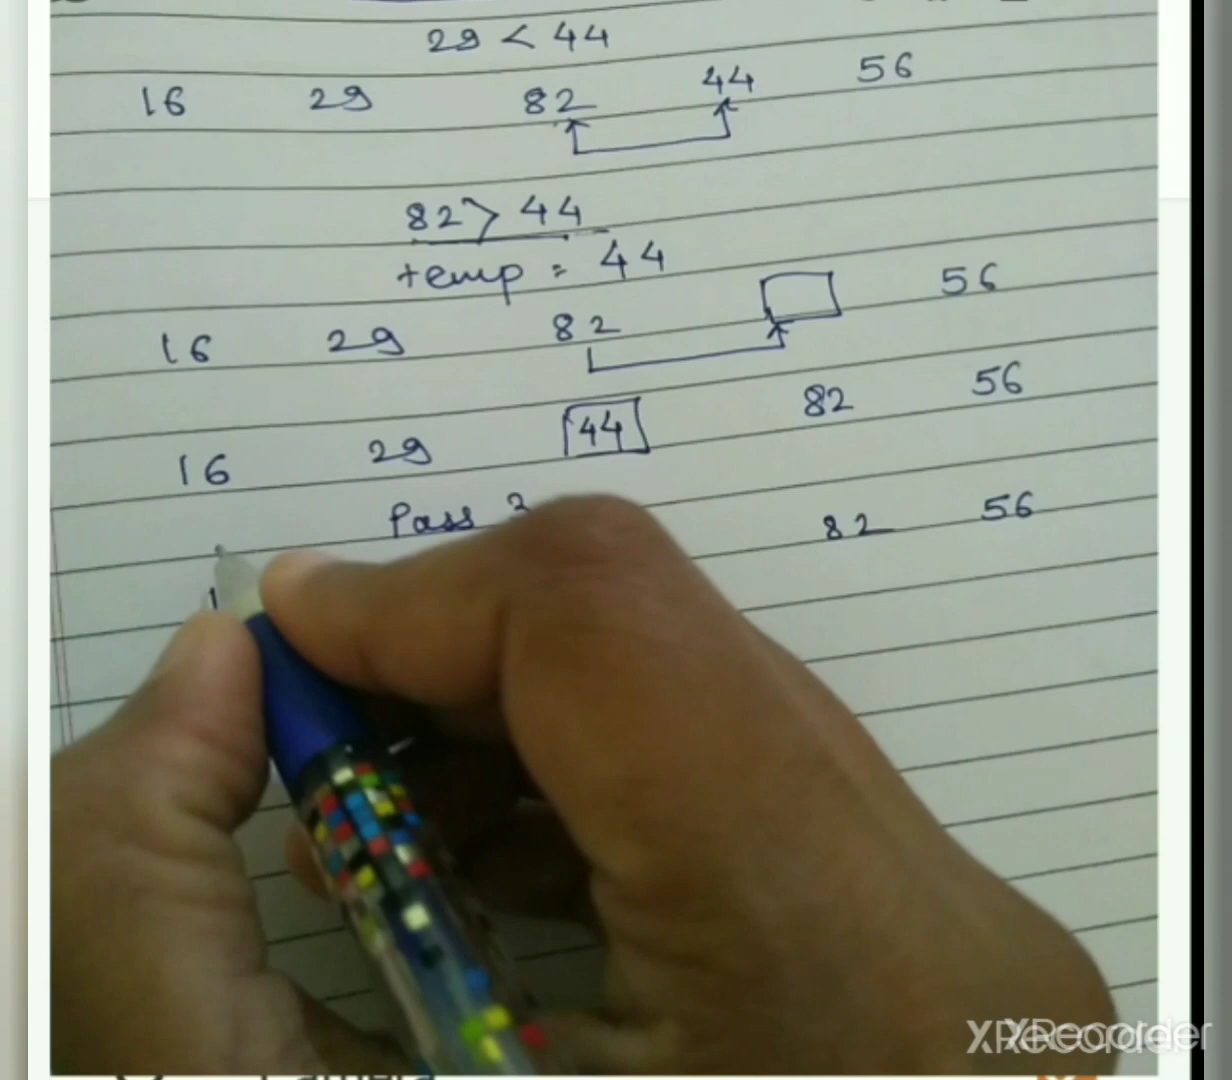 29 < 44
16 29 82 44 56
82 > 44
temp = 44
16 29 82 56
16 29 44 82 56
Pass
82 56
XRecorder